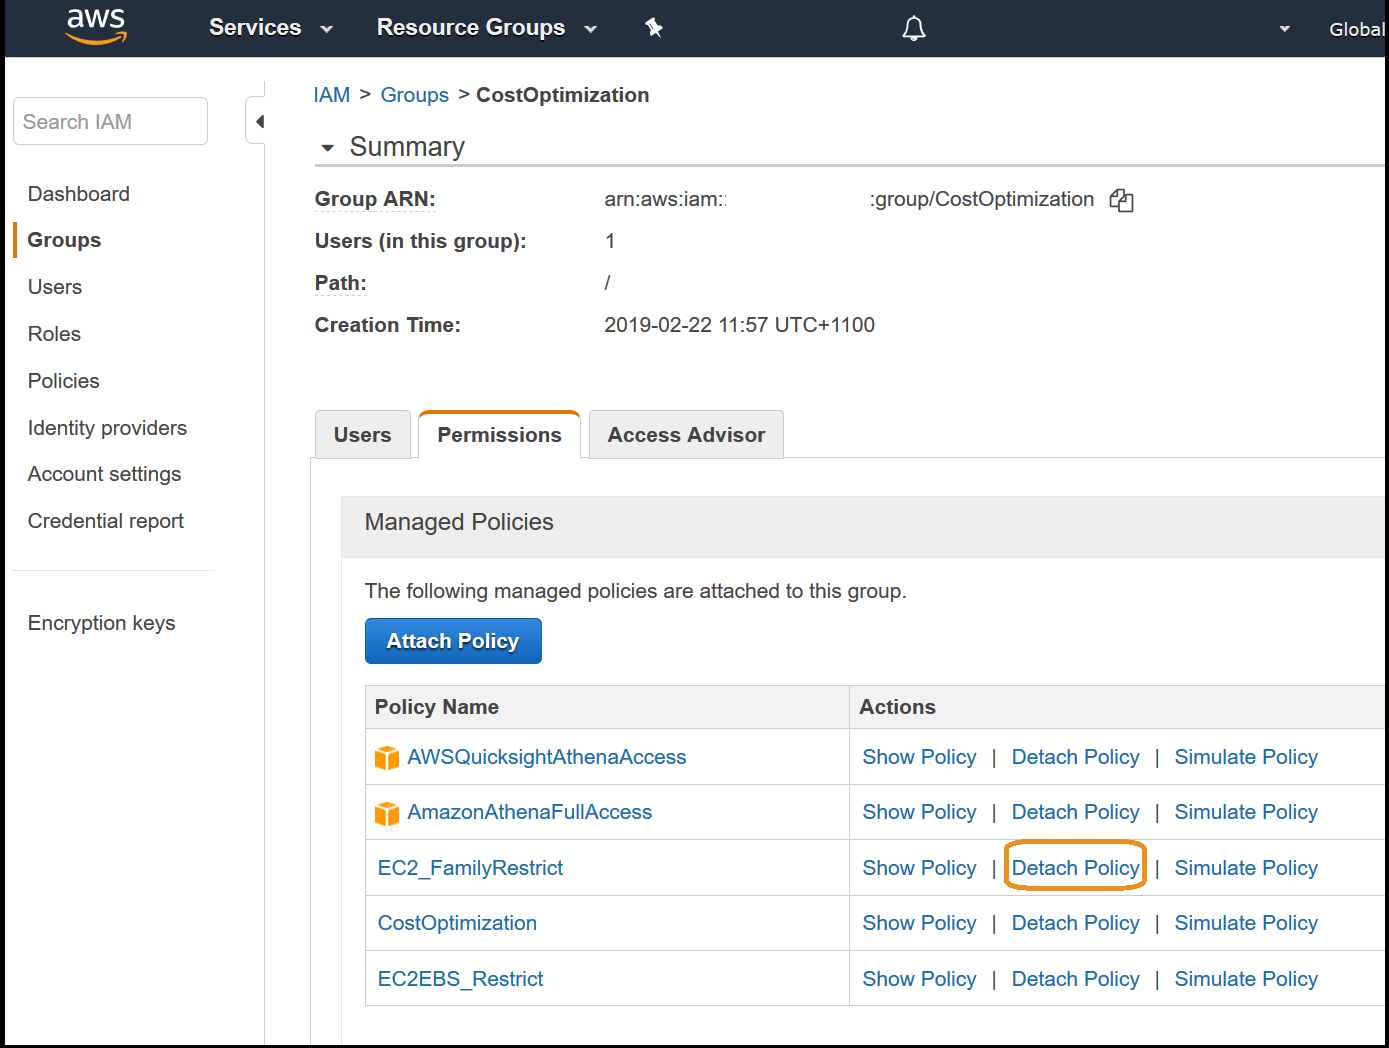 aws Services Resource Groups Global
Search IAM
Dashboard
Groups
Users
Roles
Policies
Identity providers
Account settings
Credential report
Encryption keys
IAM > Groups > CostOptimization
Summary
Group ARN: arn:aws:iam:: :group/CostOptimization
Users (in this group): 1
Path: /
Creation Time: 2019-02-22 11:57 UTC+1100
Users Permissions Access Advisor
Managed Policies
The following managed policies are attached to this group.
Attach Policy
Policy Name Actions
AWSQuicksightAthenaAccess Show Policy | Detach Policy | Simulate Policy
AmazonAthenaFullAccess Show Policy | Detach Policy | Simulate Policy
EC2_FamilyRestrict Show Policy | Detach Policy | Simulate Policy
CostOptimization Show Policy | Detach Policy | Simulate Policy
EC2EBS_Restrict Show Policy | Detach Policy | Simulate Policy